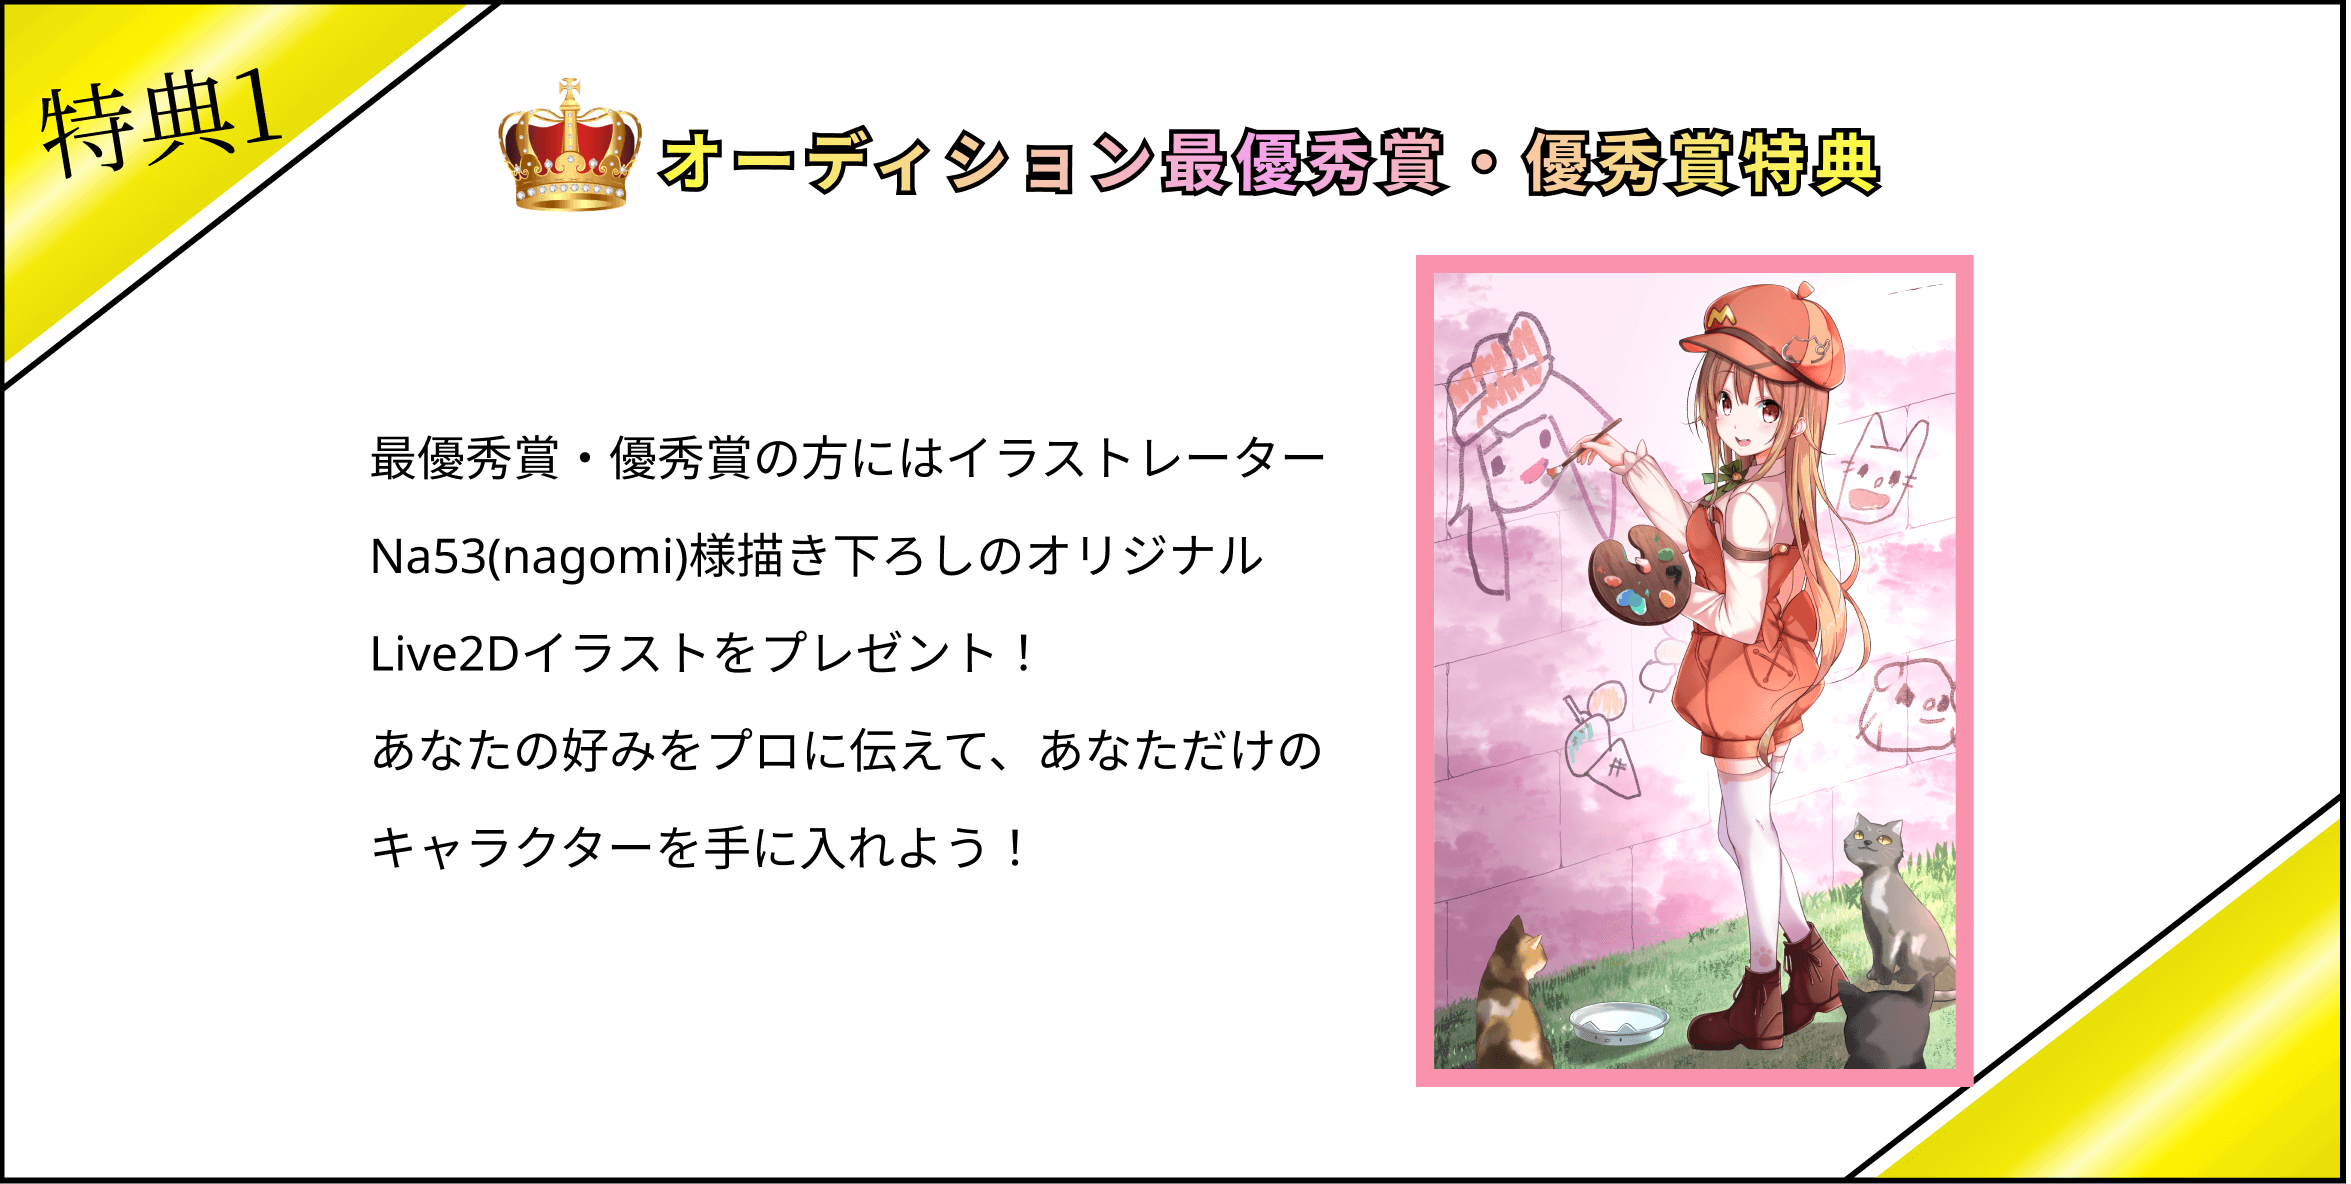 特典1
オーディション最優秀賞・優秀賞特典
最優秀賞・優秀賞の方にはイラストレーター
Na53(nagomi)様描き下ろしのオリジナル
Live2Dイラストをプレゼント！
あなたの好みをプロに伝えて、あなただけの
キャラクターを手に入れよう！
M